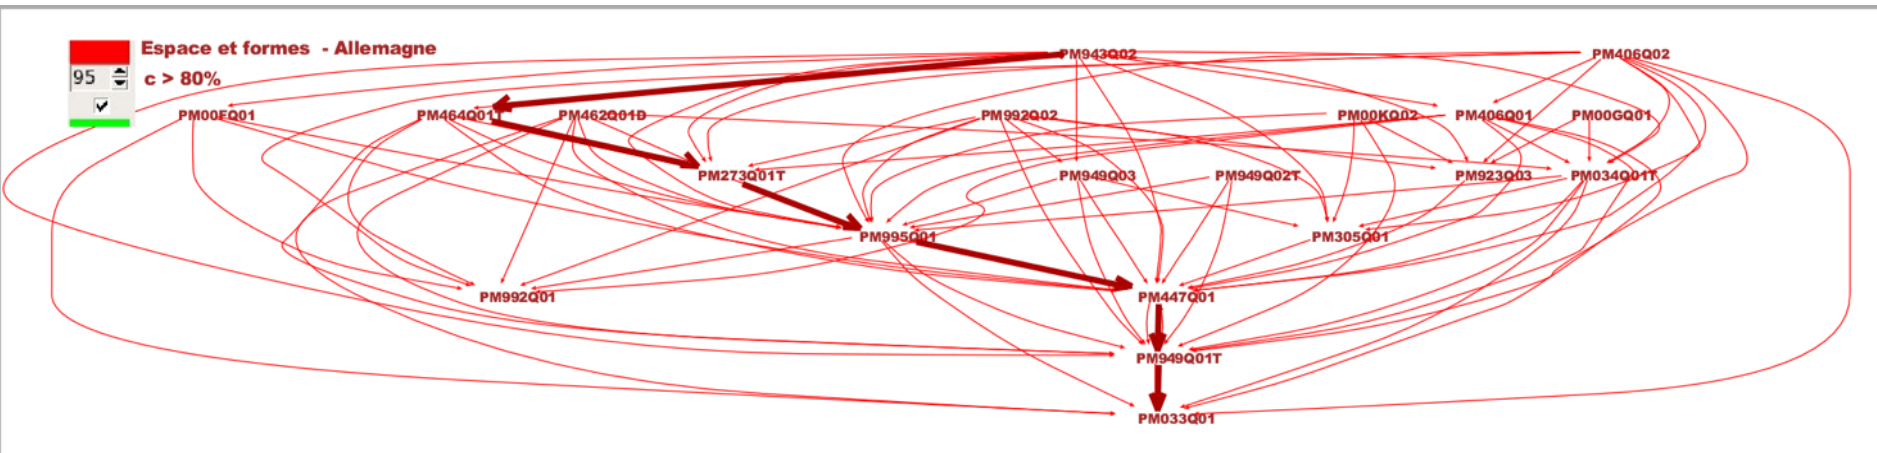 Espace et formes - Allemagne
95 c > 80%
PM943Q02 PM406Q02
PM00FQ01 PM464Q01T PM462Q01D PM992Q02 PM00KQ02 PM406Q01 PM00GQ01
PM273Q01T PM949Q03 PM949Q02T PM923Q03 PM034Q01T
PM995Q01 PM305Q01
PM992Q01 PM447Q01
PM949Q01T
PM033Q01